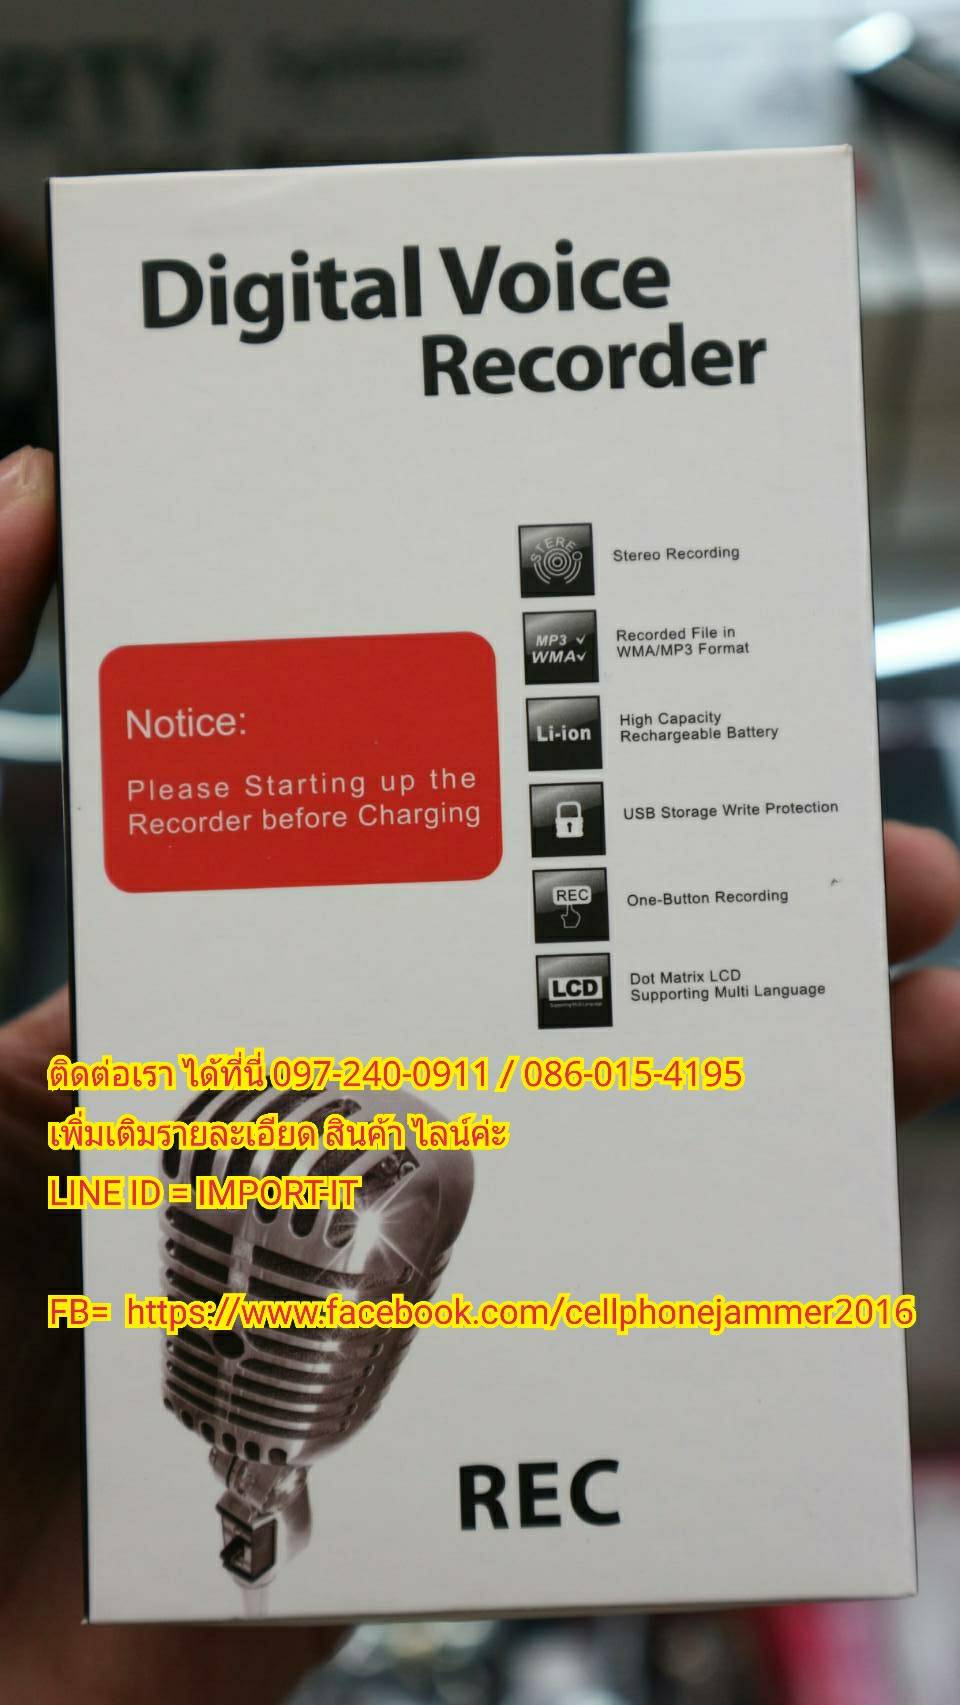 Digital Voice
Recorder
STEREO
Stereo Recording
MP3 ✓
WMA✓
Recorded File in
WMA/MP3 Format
Li-ion
High Capacity
Rechargeable Battery
USB Storage Write Protection
REC
One-Button Recording
LCD
Supporting Multi Language
Dot Matrix LCD
Supporting Multi Language
Notice:
Please Starting up the
Recorder before Charging
ติดต่อเรา ได้ที่นี่ 097-240-0911 / 086-015-4195
เพิ่มเติมรายละเอียด สินค้า ไลน์ค่ะ
LINE ID = IMPORT-IT
FB= https://www.facebook.com/cellphonejammer2016
REC